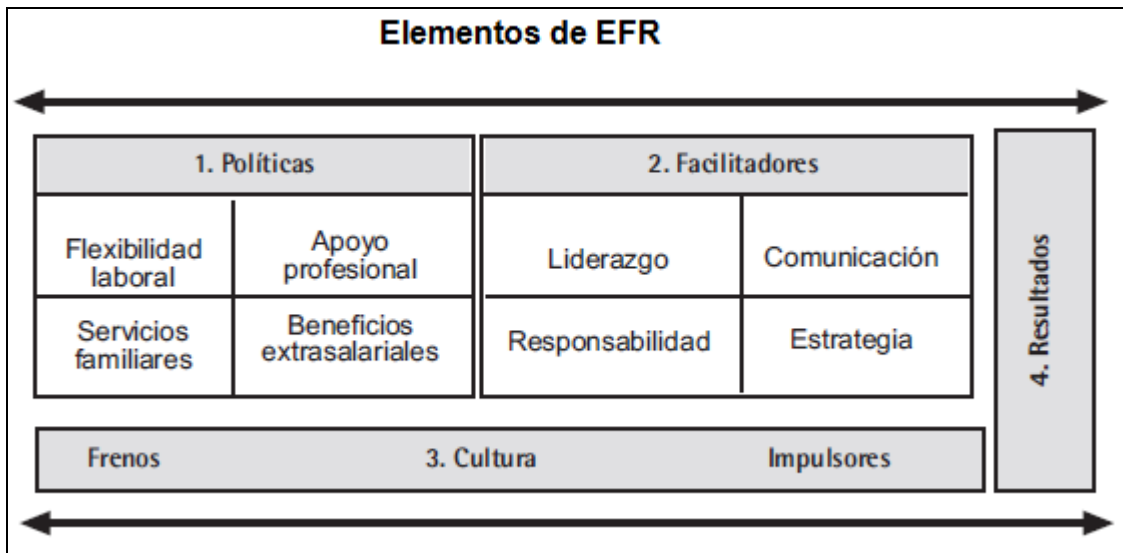 Elementos de EFR
1. Políticas
2. Facilitadores
Flexibilidad
laboral
Apoyo
profesional
Liderazgo
Comunicación
Servicios
familiares
Beneficios
extrasalariales
Responsabilidad
Estrategia
Frenos
3. Cultura
Impulsores
4. Resultados